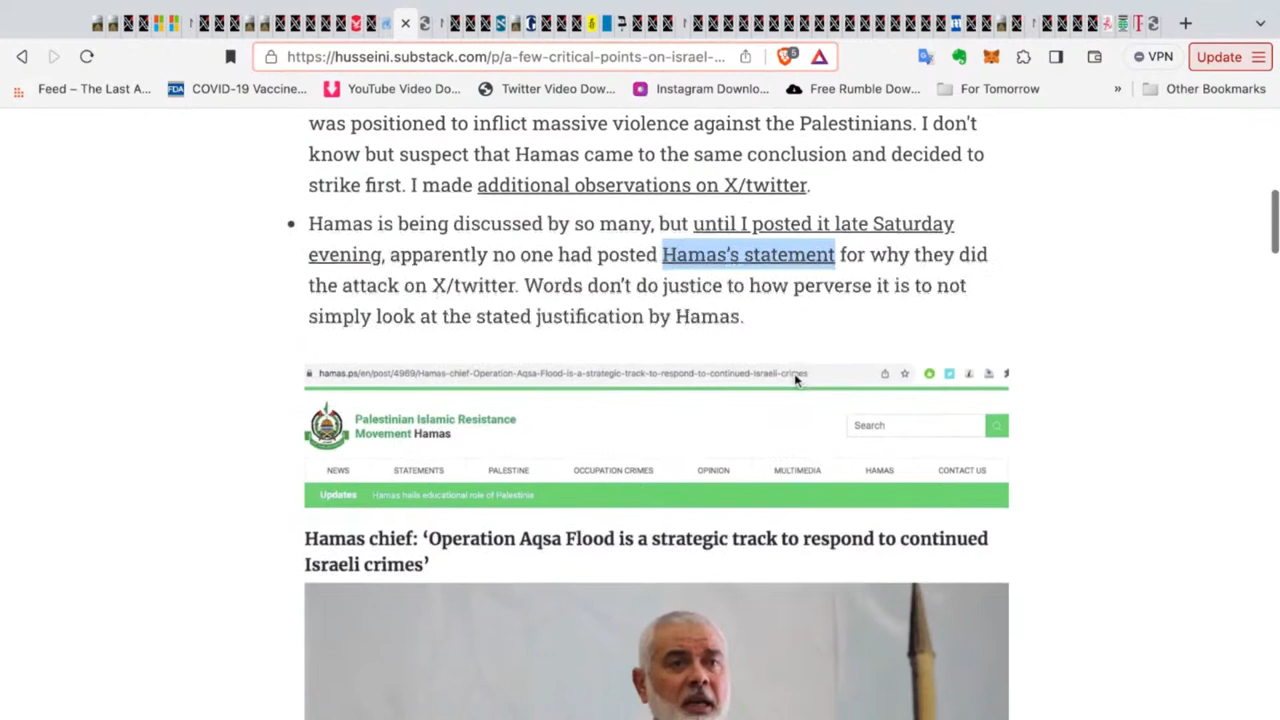 https://husseini.substack.com/p/a-few-critical-points-on-israel-...
5
VPN
Update
Feed – The Last A...
FDA
COVID-19 Vaccine...
YouTube Video Do...
Twitter Video Dow...
Instagram Downlo...
Free Rumble Dow...
For Tomorrow
»
Other Bookmarks
was positioned to inflict massive violence against the Palestinians. I don't
know but suspect that Hamas came to the same conclusion and decided to
strike first. I made additional observations on X/twitter.
• Hamas is being discussed by so many, but until I posted it late Saturday
evening, apparently no one had posted Hamas's statement for why they did
the attack on X/twitter. Words don't do justice to how perverse it is to not
simply look at the stated justification by Hamas.
hamas.ps/en/post/4969/Hamas-chief-Operation-Aqsa-Flood-is-a-strategic-track-to-respond-to-continued-Israeli-crimes
Palestinian Islamic Resistance
Movement Hamas
Search
NEWS STATEMENTS PALESTINE OCCUPATION CRIMES OPINION MULTIMEDIA HAMAS CONTACT US
Updates Hamas hails educational role of Palestinia
Hamas chief: ‘Operation Aqsa Flood is a strategic track to respond to continued
Israeli crimes’